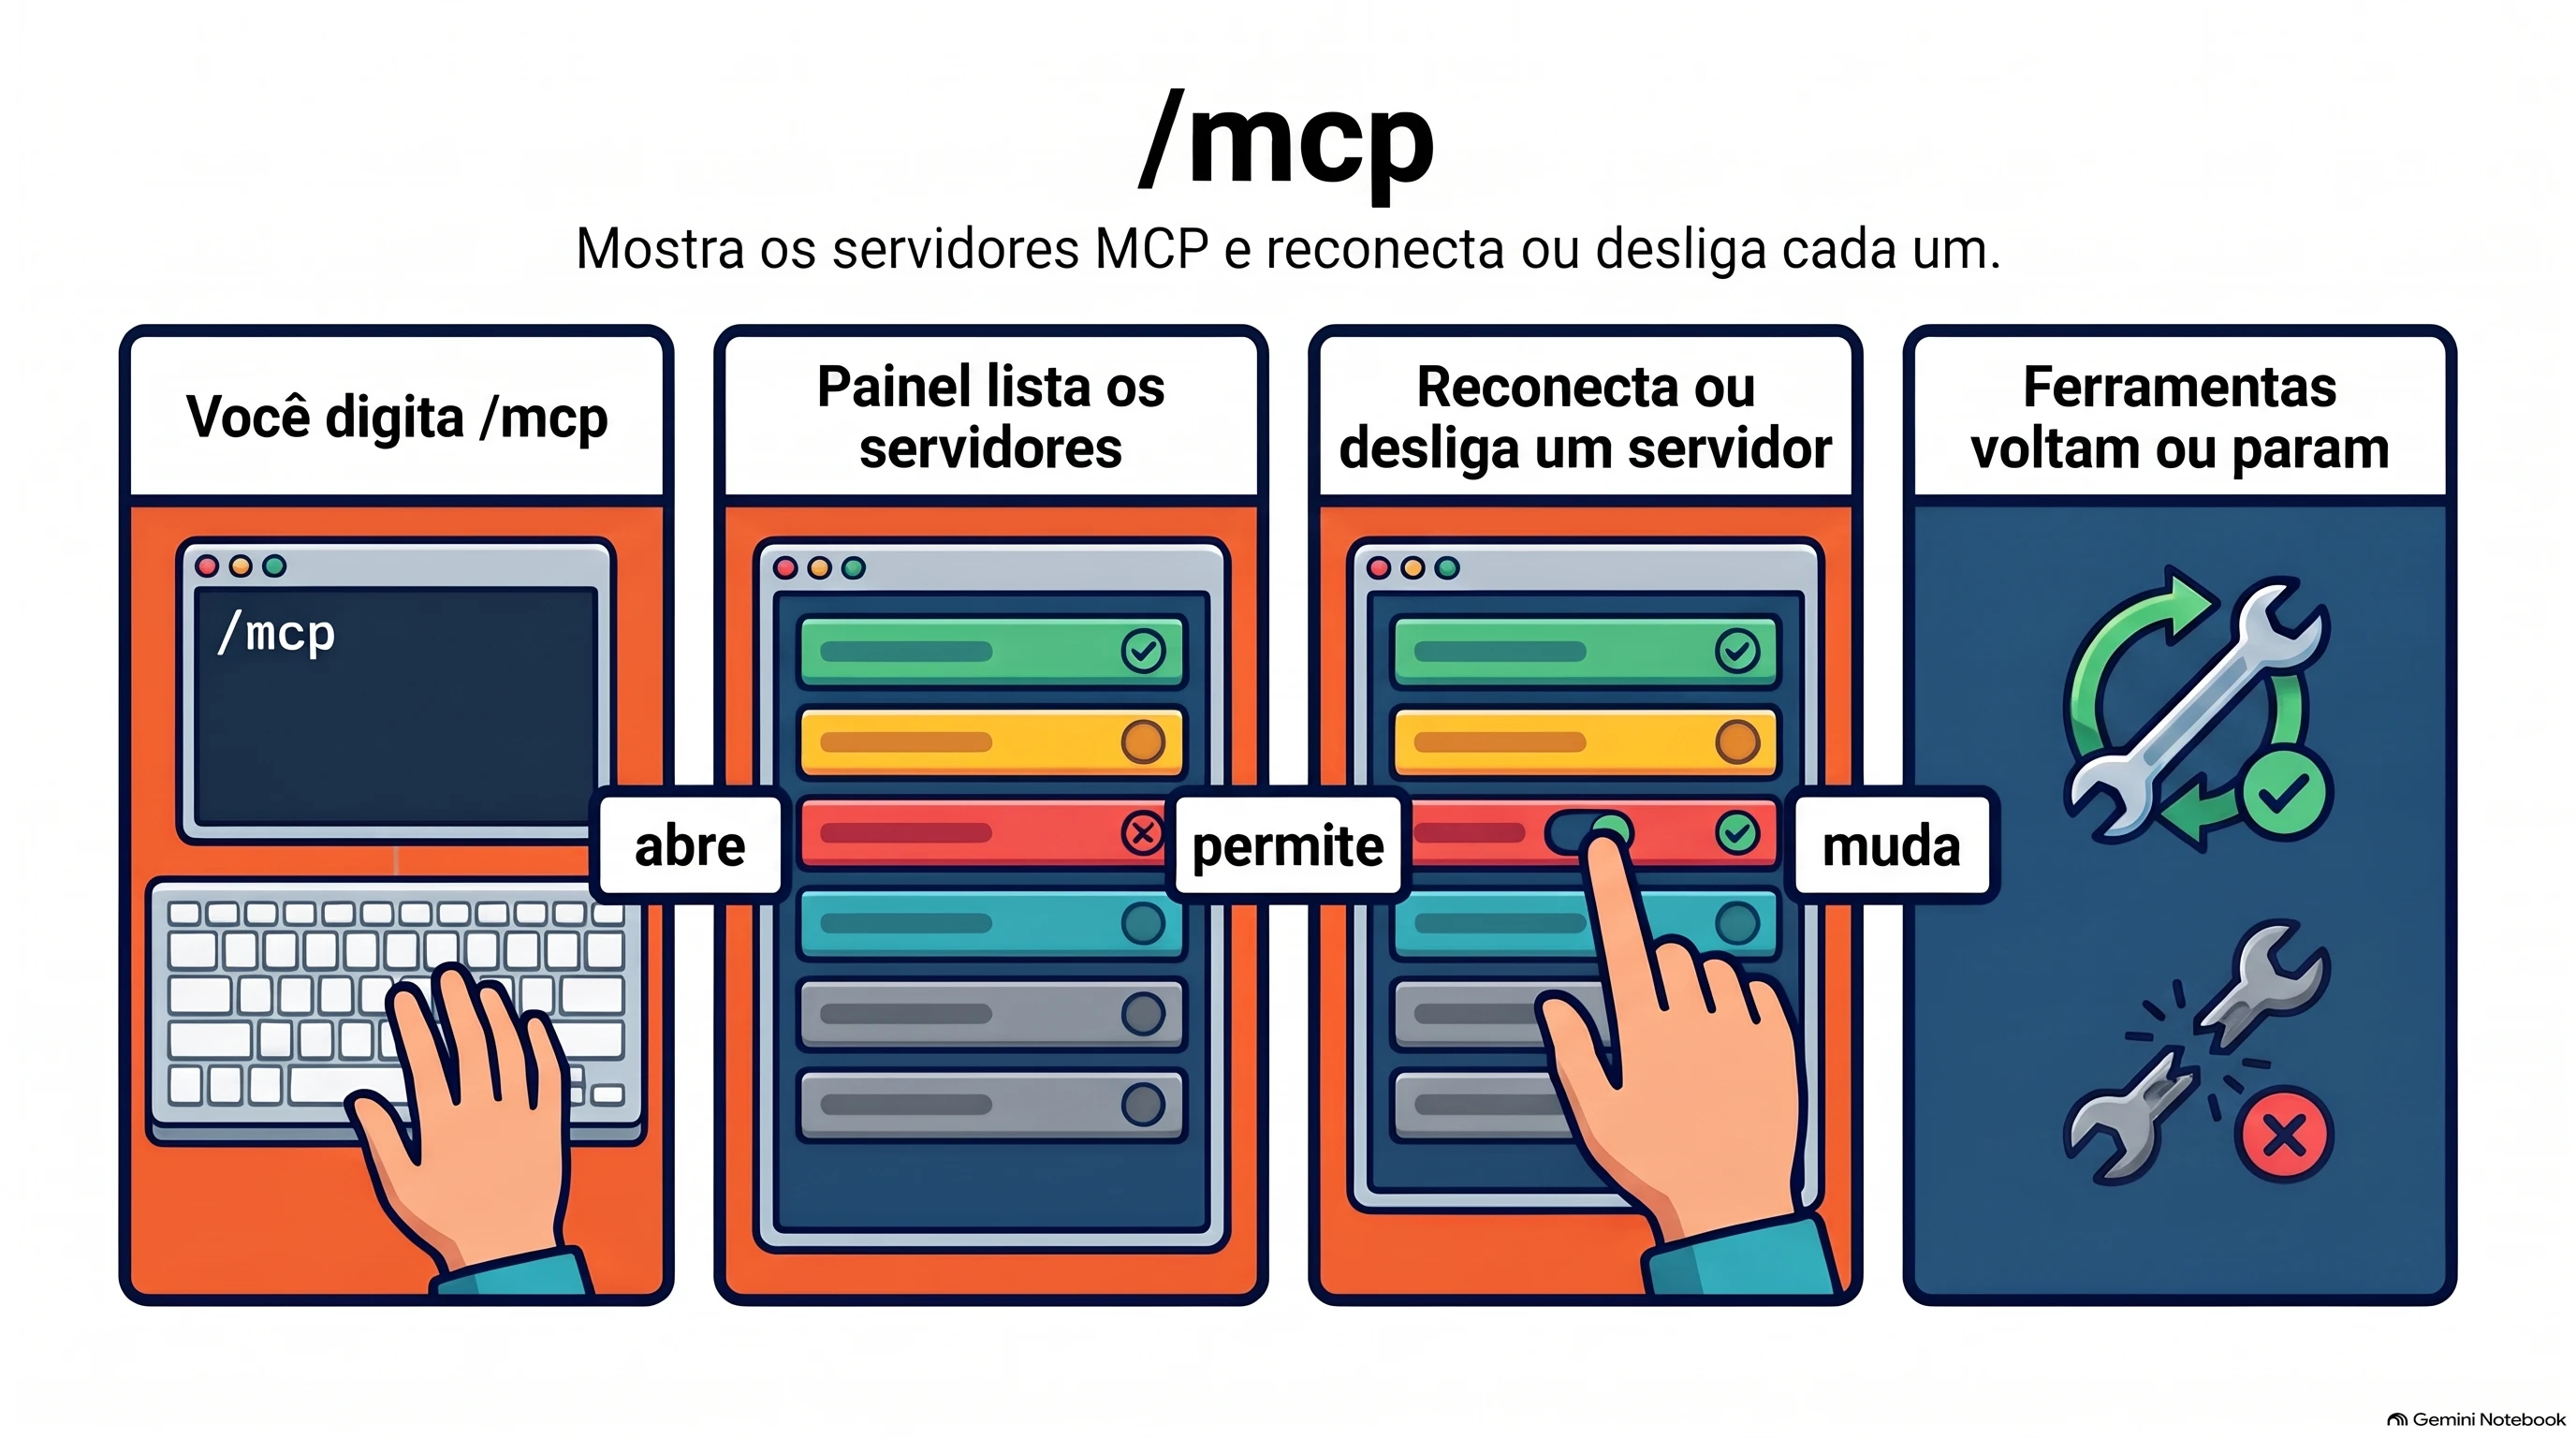 /mcp
Mostra os servidores MCP e reconecta ou desliga cada um.
Você digita /mcp
Painel lista os
servidores
Reconecta ou
desliga um servidor
Ferramentas
voltam ou param
/mcp
abre
permite
muda
Gemini Notebook